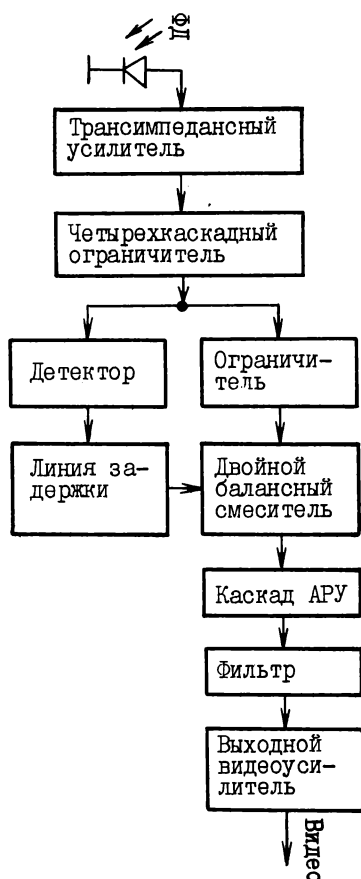 ДФ
Трансимпедансный
усилитель
Четырехкаскадный
ограничитель
Детектор
Ограничи-
тель
Линия за-
держки
Двойной
балансный
смеситель
Каскад АРУ
Фильтр
Выходной
видеоуси-
литель
Видео